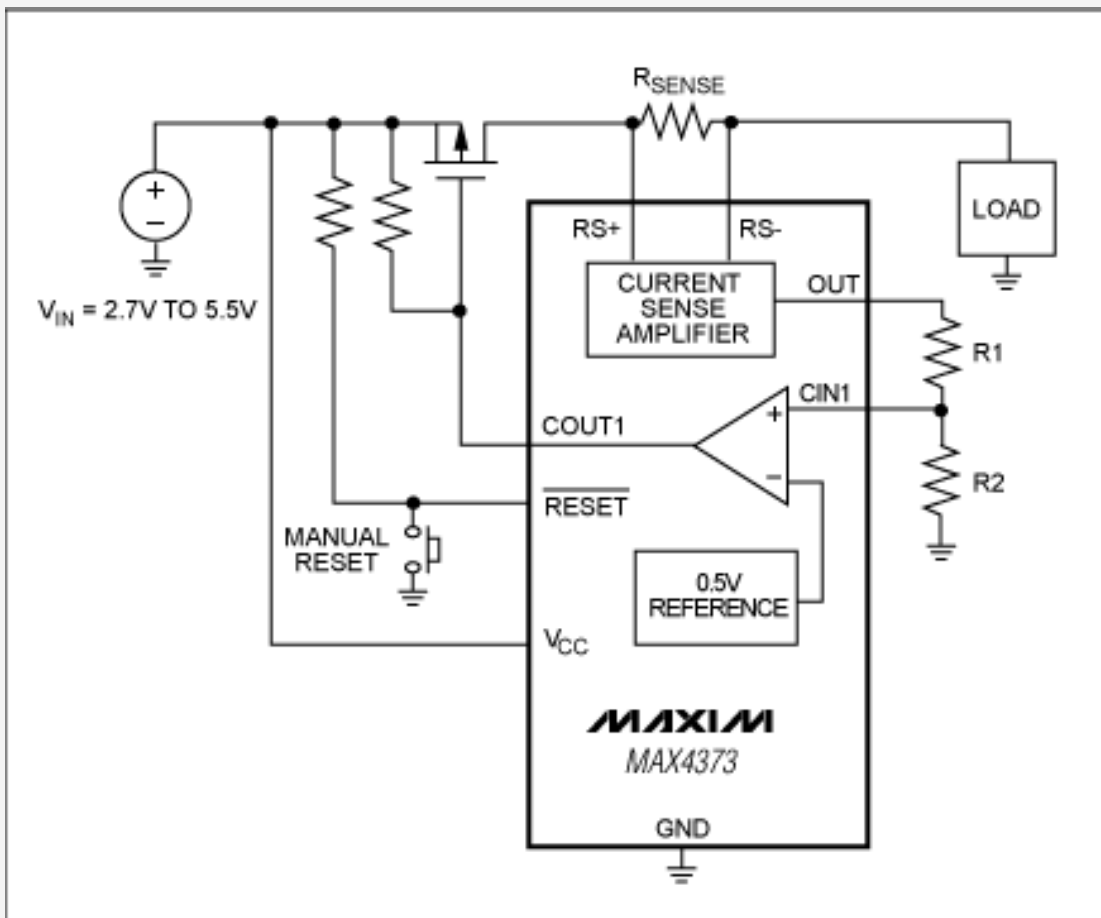 RSENSE
+
−
VIN = 2.7V TO 5.5V
RS+
RS-
LOAD
CURRENT
SENSE
AMPLIFIER
OUT
R1
CIN1
+
−
COUT1
R2
RESET
MANUAL
RESET
0.5V
REFERENCE
VCC
MAXIM
MAX4373
GND